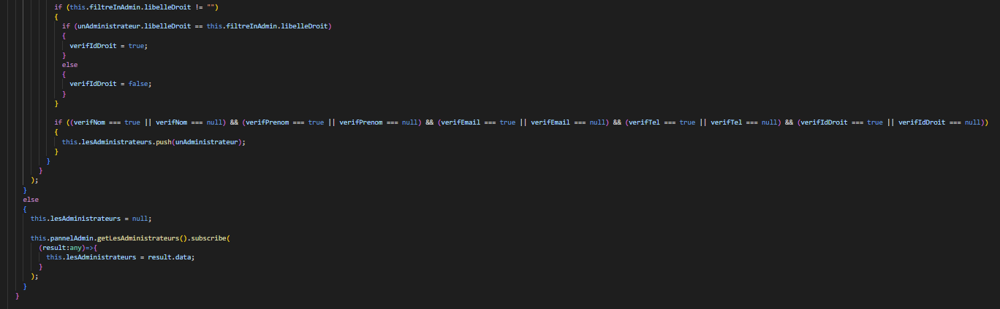 if (this.filtreInAdmin.libelleDroit != "")
{
if (unAdministrateur.libelleDroit == this.filtreInAdmin.libelleDroit)
{
verifIdDroit = true;
}
else
{
verifIdDroit = false;
}
}
if ((verifNom === true || verifNom === null) && (verifPrenom === true || verifPrenom === null) && (verifEmail === true || verifEmail === null) && (verifTel === true || verifTel === null) && (verifIdDroit === true || verifIdDroit === null))
{
this.lesAdministrateurs.push(unAdministrateur);
}
}
}
);
}
else
{
this.lesAdministrateurs = null;
this.pannelAdmin.getLesAdministrateurs().subscribe(
(result:any)=>{
this.lesAdministrateurs = result.data;
}
);
}
}